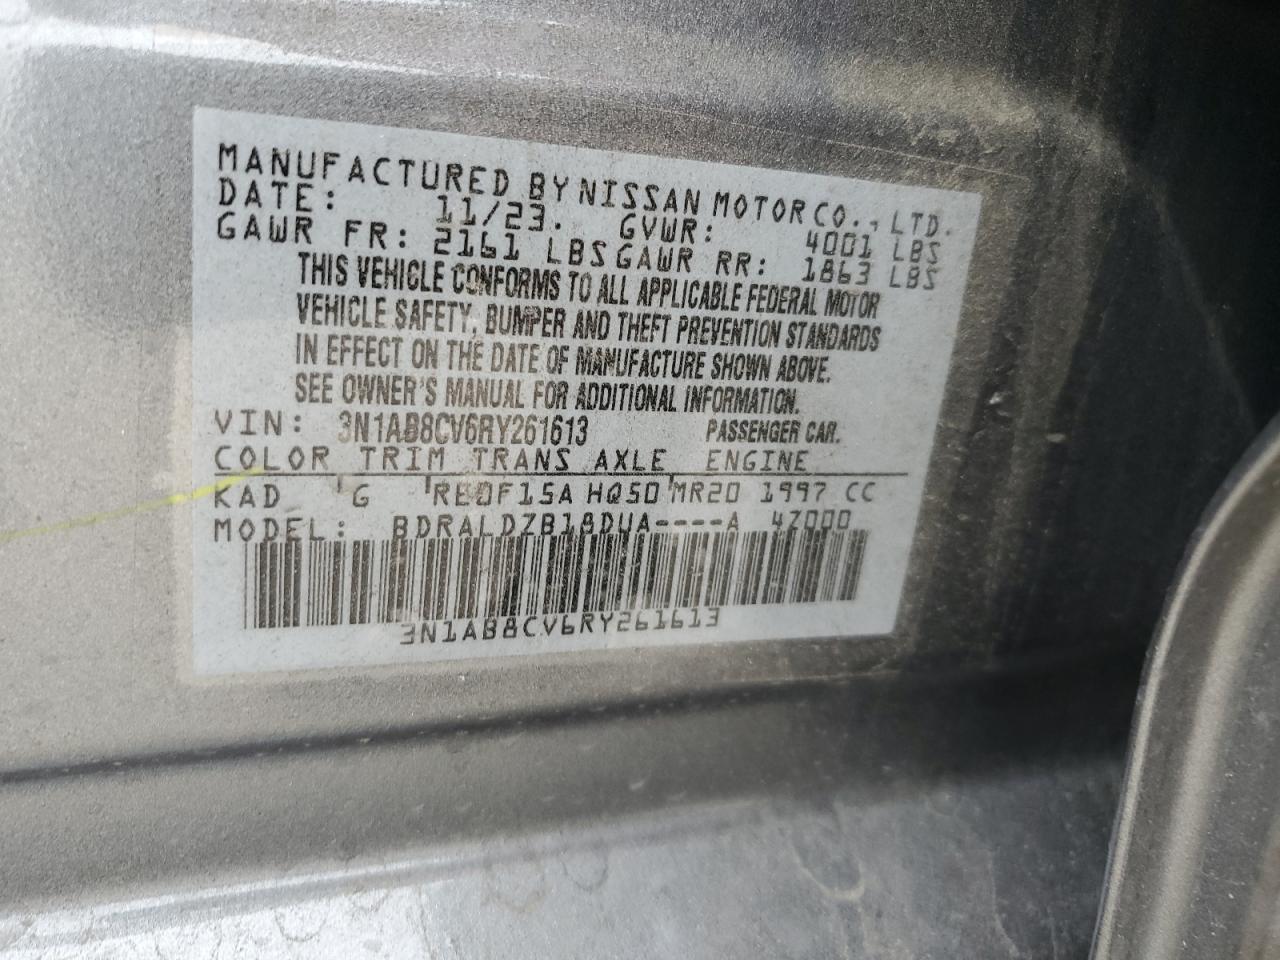 MANUFACTURED BY NISSAN MOTOR CO., LTD.
DATE: 11/23. GVWR: 4001 LBS
GAWR FR: 2161 LBS GAWR RR: 1863 LBS
THIS VEHICLE CONFORMS TO ALL APPLICABLE FEDERAL MOTOR
VEHICLE SAFETY, BUMPER AND THEFT PREVENTION STANDARDS
IN EFFECT ON THE DATE OF MANUFACTURE SHOWN ABOVE.
SEE OWNER'S MANUAL FOR ADDITIONAL INFORMATION.
VIN: 3N1AB8CV6RY261613 PASSENGER CAR.
COLOR TRIM TRANS AXLE ENGINE
KAD ' G ' RE0F15A HQ50 ' MR20 1997 CC
MODEL: BDRALDZB18DUA----A 4Z000
3N1AB8CV6RY261613